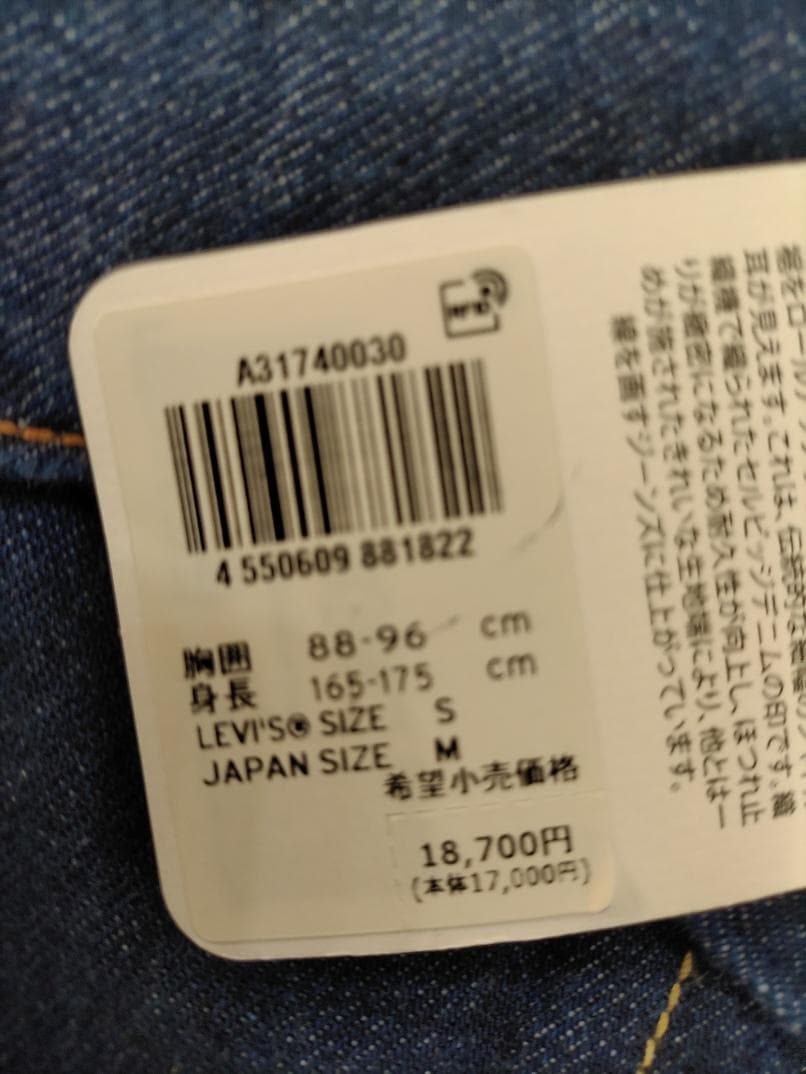 A31740030
4 550609 881822
胸囲 88-96 cm
身長 165-175 cm
LEVI'S® SIZE S
JAPAN SIZE M
希望小売価格
18,700円
(本体17,000円)
裾をロール
耳が見えます。これは、伝統的な
織機で織られたセルビッジデニムの印です。織
りが緻密になるため耐久性が向上し、ほつれ止
めが施されたきれいな生地端により、他とは一
線を画すジーンズに仕上がっています。